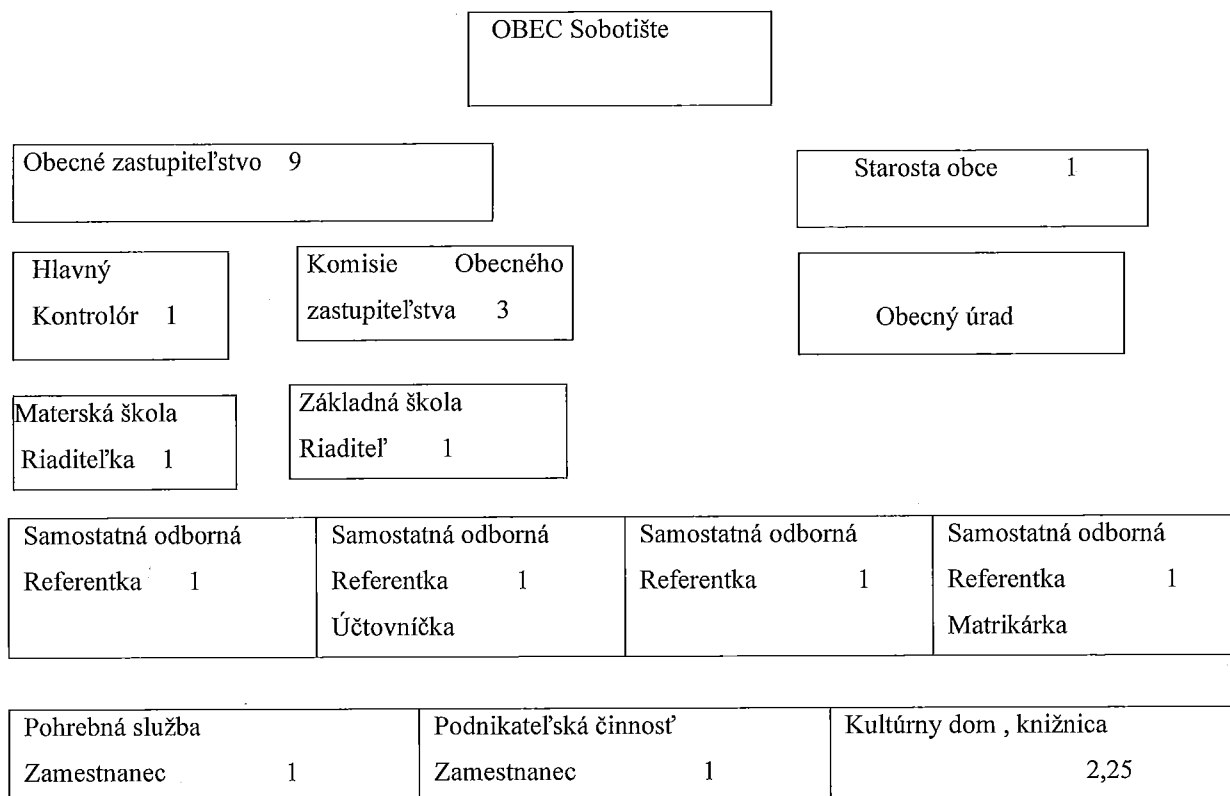 OBEC Sobotište
Obecné zastupiteľstvo 9
Starosta obce 1
Hlavný
Kontrolór 1
Komisie Obecného
zastupiteľstva 3
Obecný úrad
Materská škola
Riaditeľka 1
Základná škola
Riaditeľ 1
Samostatná odborná
Referentka 1
Samostatná odborná
Referentka 1
Účtovníčka
Samostatná odborná
Referentka 1
Samostatná odborná
Referentka 1
Matrikárka
Pohrebná služba
Zamestnanec 1
Podnikateľská činnosť
Zamestnanec 1
Kultúrny dom , knižnica
2,25